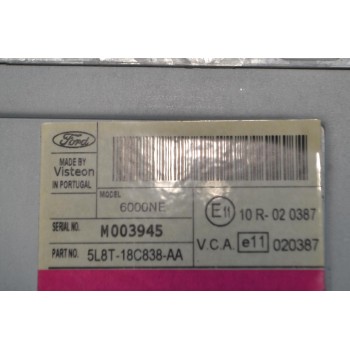 Ford
MADE BY
Visteon
IN PORTUGAL
MODEL
6000NE
E11 10 R- 02 0387
SERIAL NO. M003945
V.C.A. e11 020387
PART NO. 5L8T-18C838-AA